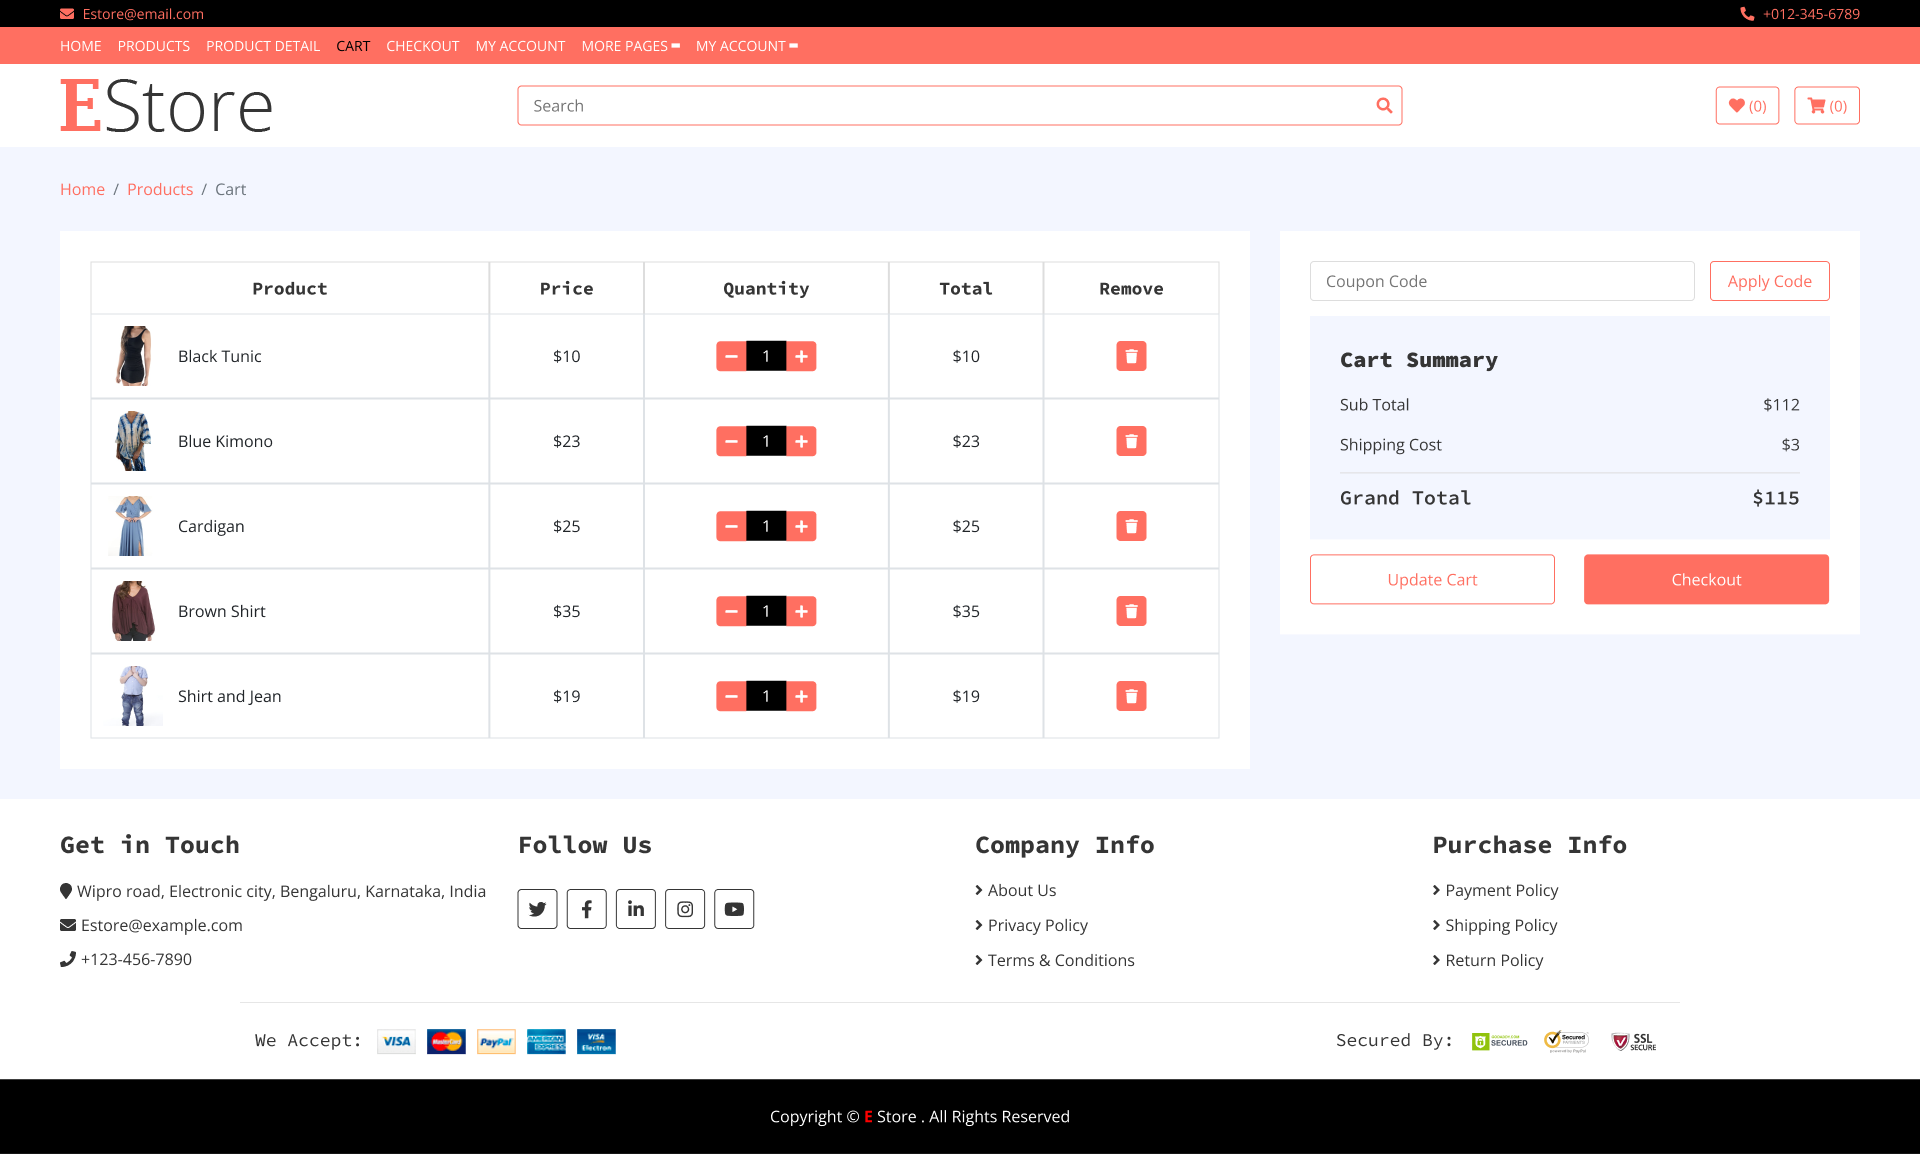 Estore@email.com
+012-345-6789
HOME PRODUCTS PRODUCT DETAIL CART CHECKOUT MY ACCOUNT MORE PAGES MY ACCOUNT
EStore
Search
(0)
(0)
Home / Products / Cart
Product Price Quantity Total Remove
Black Tunic $10 1 $10
Blue Kimono $23 1 $23
Cardigan $25 1 $25
Brown Shirt $35 1 $35
Shirt and Jean $19 1 $19
Coupon Code
Apply Code
Cart Summary
Sub Total $112
Shipping Cost $3
Grand Total $115
Update Cart
Checkout
Get in Touch
Wipro road, Electronic city, Bengaluru, Karnataka, India
Estore@example.com
+123-456-7890
Follow Us
Company Info
About Us
Privacy Policy
Terms & Conditions
Purchase Info
Payment Policy
Shipping Policy
Return Policy
We Accept:
VISA
MasterCard
PayPal
AMERICAN EXPRESS
VISA Electron
Secured By:
SECURED
Secured
SSL SECURE
Copyright © E Store . All Rights Reserved